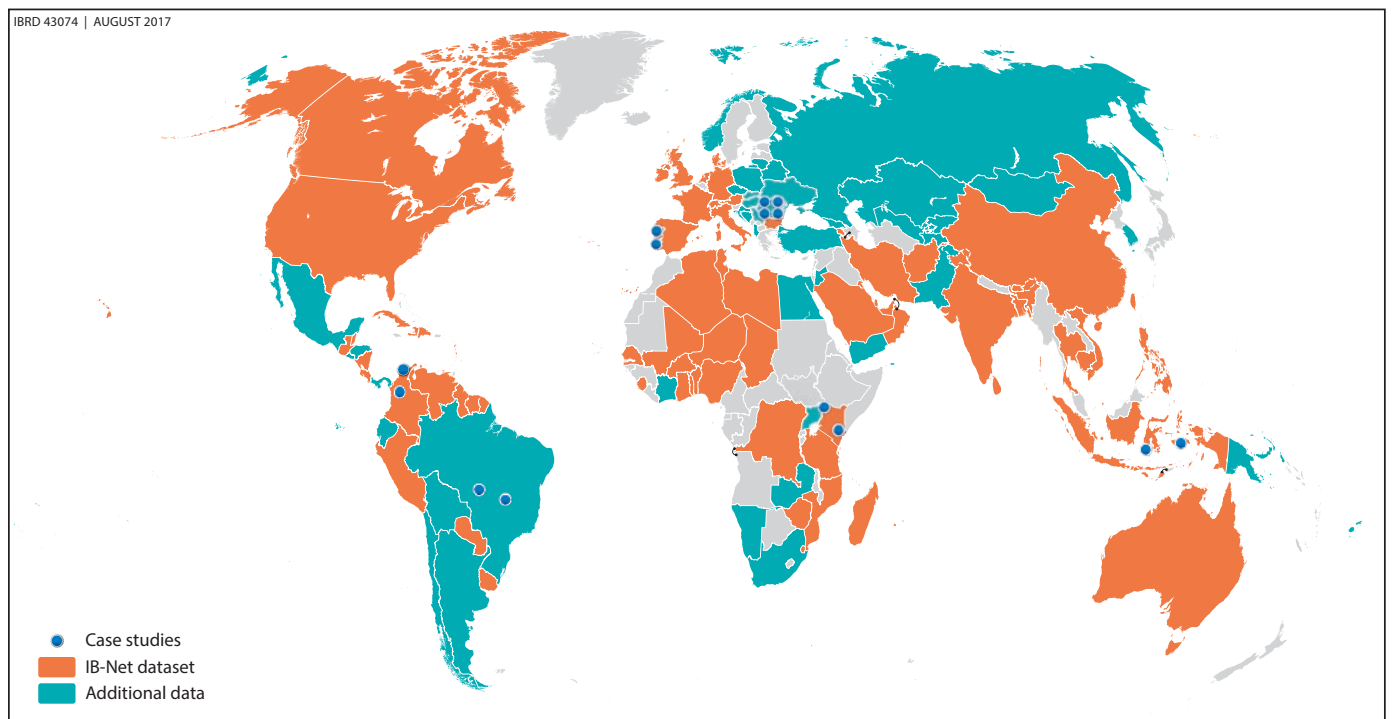 IBRD 43074 | AUGUST 2017
Case studies
IB-Net dataset
Additional data